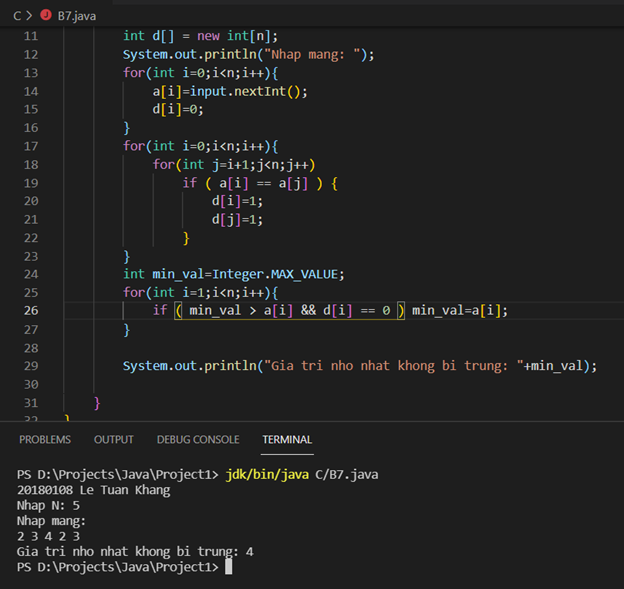 C > B7.java
11 int d[] = new int[n];
12 System.out.println("Nhap mang: ");
13 for(int i=0;i<n;i++){
14 a[i]=input.nextInt();
15 d[i]=0;
16 }
17 for(int i=0;i<n;i++){
18 for(int j=i+1;j<n;j++)
19 if ( a[i] == a[j] ) {
20 d[i]=1;
21 d[j]=1;
22 }
23 }
24 int min_val=Integer.MAX_VALUE;
25 for(int i=1;i<n;i++){
26 if ( min_val > a[i] && d[i] == 0 ) min_val=a[i];
27 }
28
29 System.out.println("Gia tri nho nhat khong bi trung: "+min_val);
30
31 }
32 }
PROBLEMS OUTPUT DEBUG CONSOLE TERMINAL
PS D:\Projects\Java\Project1> jdk/bin/java C/B7.java
20180108 Le Tuan Khang
Nhap N: 5
Nhap mang:
2 3 4 2 3
Gia tri nho nhat khong bi trung: 4
PS D:\Projects\Java\Project1>